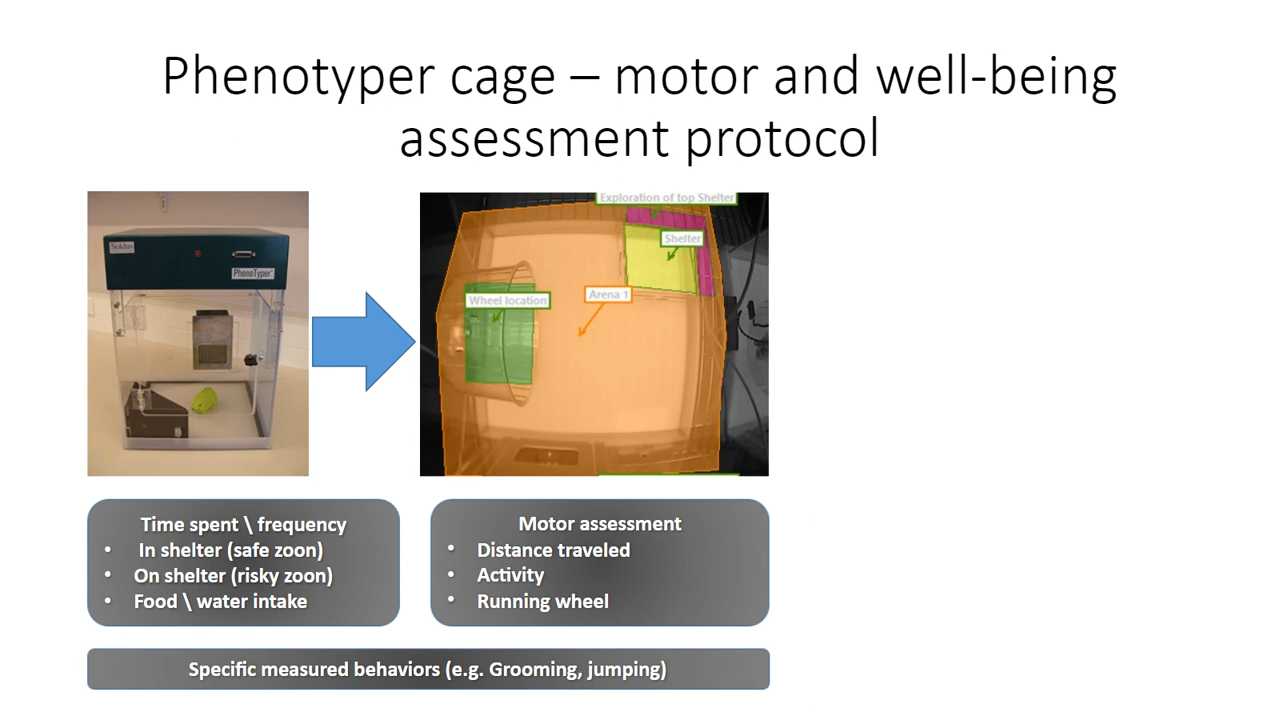 Phenotyper cage – motor and well-being
assessment protocol
Noldus
PhenoTyper
Exploration of top Shelter
Shelter
Wheel location
Arena 1
Time spent \ frequency
• In shelter (safe zoon)
• On shelter (risky zoon)
• Food \ water intake
Motor assessment
• Distance traveled
• Activity
• Running wheel
Specific measured behaviors (e.g. Grooming, jumping)